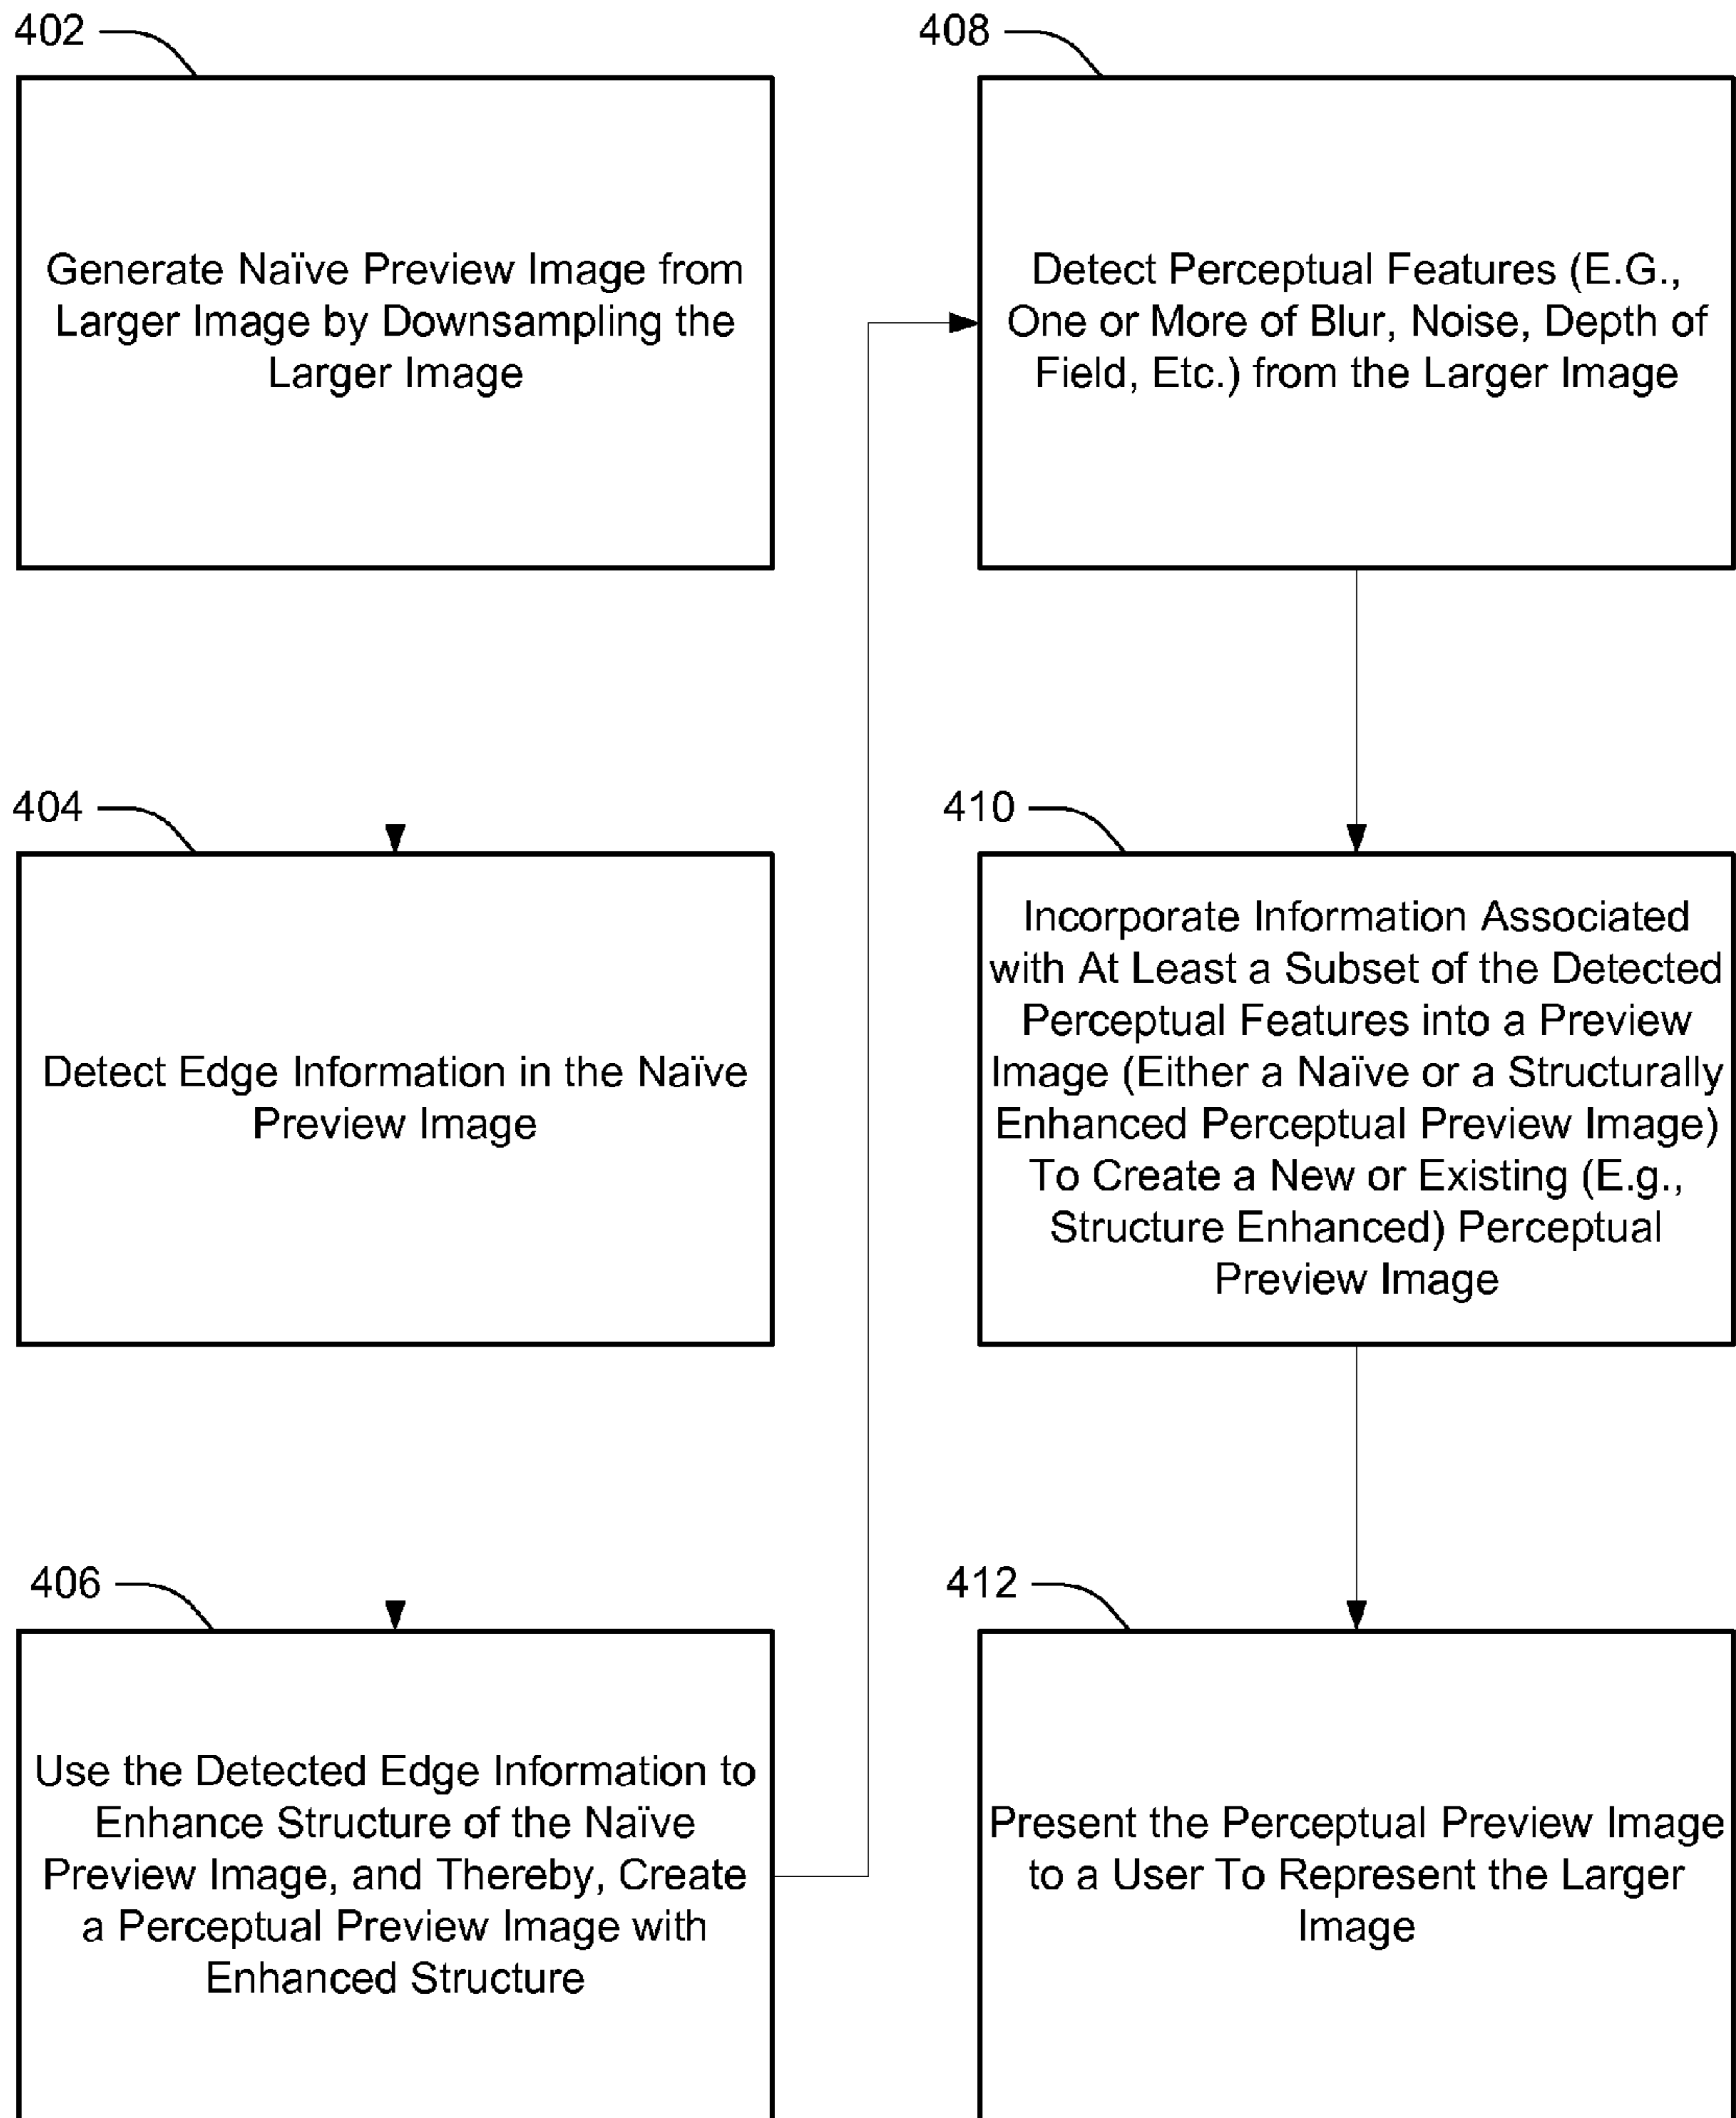 402
Generate Naïve Preview Image from
Larger Image by Downsampling the
Larger Image
404
Detect Edge Information in the Naïve
Preview Image
406
Use the Detected Edge Information to
Enhance Structure of the Naïve
Preview Image, and Thereby, Create
a Perceptual Preview Image with
Enhanced Structure
408
Detect Perceptual Features (E.G.,
One or More of Blur, Noise, Depth of
Field, Etc.) from the Larger Image
410
Incorporate Information Associated
with At Least a Subset of the Detected
Perceptual Features into a Preview
Image (Either a Naïve or a Structurally
Enhanced Perceptual Preview Image)
To Create a New or Existing (E.g.,
Structure Enhanced) Perceptual
Preview Image
412
Present the Perceptual Preview Image
to a User To Represent the Larger
Image